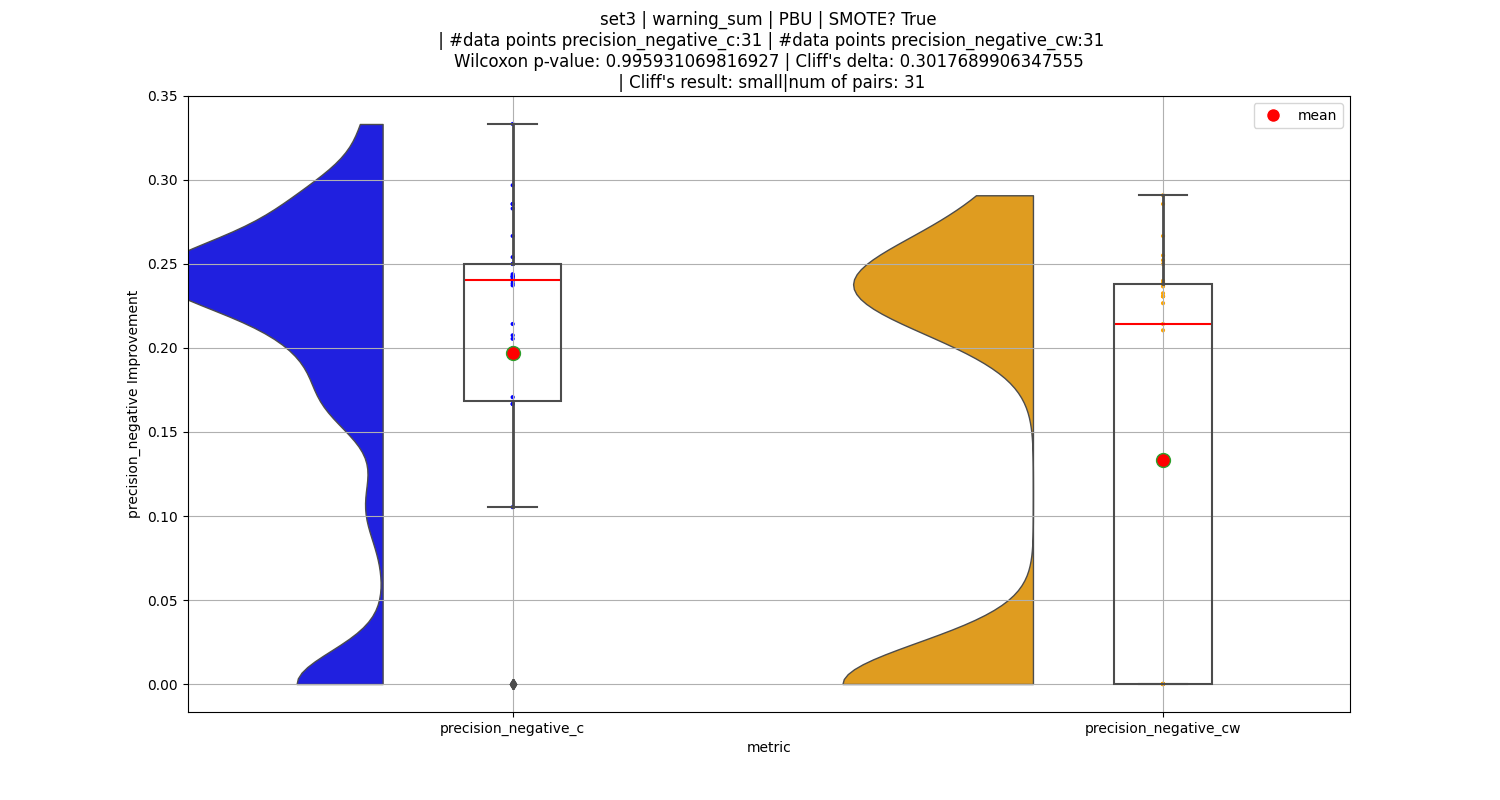 set3 | warning_sum | PBU | SMOTE? True
| #data points precision_negative_c:31 | #data points precision_negative_cw:31
Wilcoxon p-value: 0.995931069816927 | Cliff's delta: 0.3017689906347555
| Cliff's result: small|num of pairs: 31
mean
0.35
0.30
0.25
0.20
0.15
0.10
0.05
0.00
precision_negative Improvement
precision_negative_c
precision_negative_cw
metric